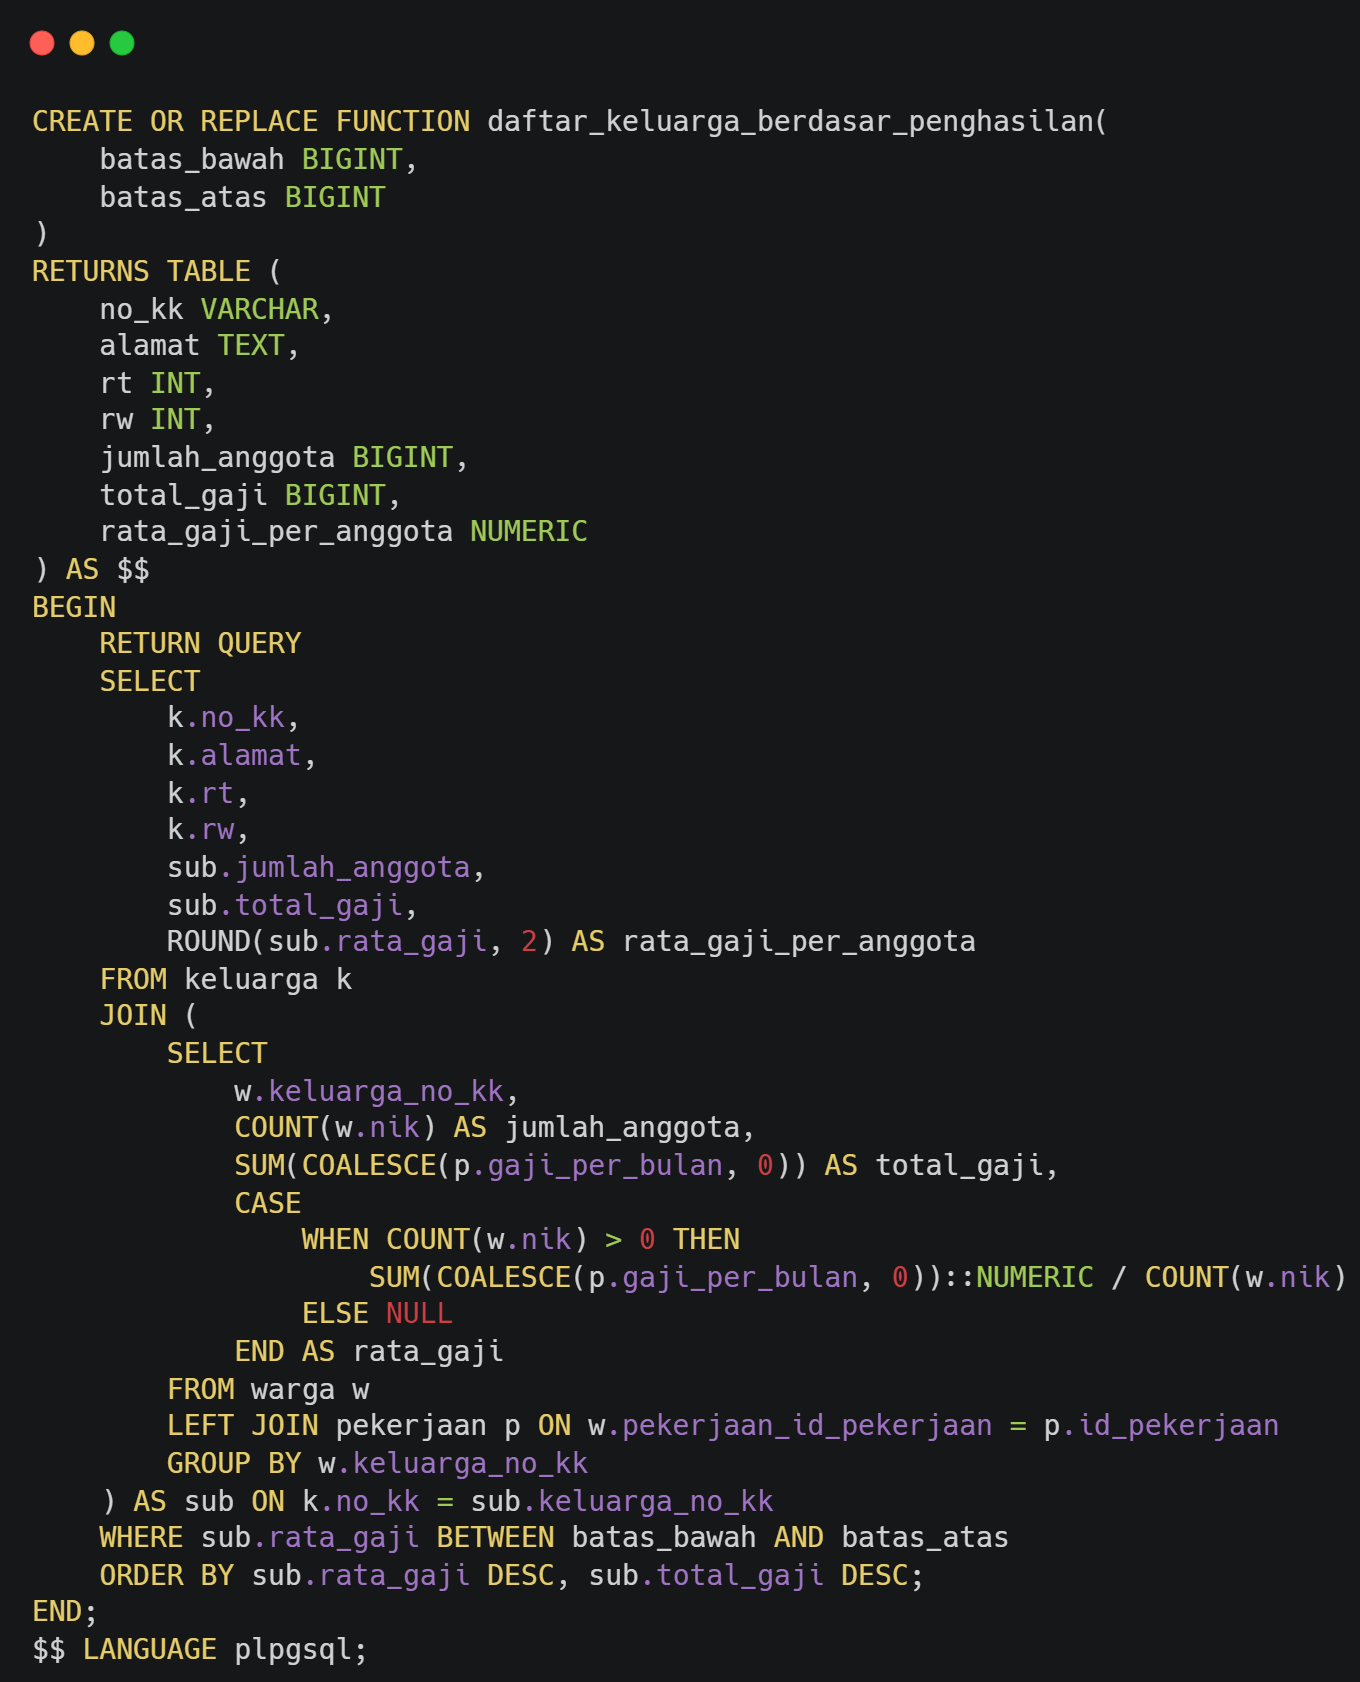 CREATE OR REPLACE FUNCTION daftar_keluarga_berdasar_penghasilan(
    batas_bawah BIGINT,
    batas_atas BIGINT
)
RETURNS TABLE (
    no_kk VARCHAR,
    alamat TEXT,
    rt INT,
    rw INT,
    jumlah_anggota BIGINT,
    total_gaji BIGINT,
    rata_gaji_per_anggota NUMERIC
) AS $$
BEGIN
    RETURN QUERY
    SELECT
        k.no_kk,
        k.alamat,
        k.rt,
        k.rw,
        sub.jumlah_anggota,
        sub.total_gaji,
        ROUND(sub.rata_gaji, 2) AS rata_gaji_per_anggota
    FROM keluarga k
    JOIN (
        SELECT
            w.keluarga_no_kk,
            COUNT(w.nik) AS jumlah_anggota,
            SUM(COALESCE(p.gaji_per_bulan, 0)) AS total_gaji,
            CASE
                WHEN COUNT(w.nik) > 0 THEN
                    SUM(COALESCE(p.gaji_per_bulan, 0))::NUMERIC / COUNT(w.nik)
                ELSE NULL
            END AS rata_gaji
        FROM warga w
        LEFT JOIN pekerjaan p ON w.pekerjaan_id_pekerjaan = p.id_pekerjaan
        GROUP BY w.keluarga_no_kk
    ) AS sub ON k.no_kk = sub.keluarga_no_kk
    WHERE sub.rata_gaji BETWEEN batas_bawah AND batas_atas
    ORDER BY sub.rata_gaji DESC, sub.total_gaji DESC;
END;
$$ LANGUAGE plpgsql;